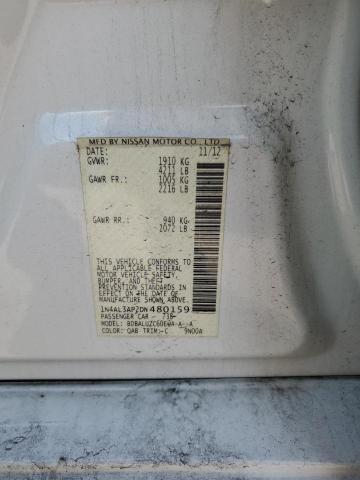 MFD BY NISSAN MOTOR CO., LTD.
DATE: 11/12
GVWR: 1910 KG
4211 LB
GAWR FR: 1005 KG
2216 LB
GAWR RR: 940 KG
2072 LB
THIS VEHICLE CONFORMS TO
ALL APPLICABLE FEDERAL
MOTOR VEHICLE SAFETY,
BUMPER, AND THEFT
PREVENTION STANDARDS IN
EFFECT ON THE DATE OF
MANUFACTURE SHOWN ABOVE.
1N4AL3AP2DN480159
PASSENGER CAR
MODEL:
COLOR: QAB TRIM:-C 9N00A